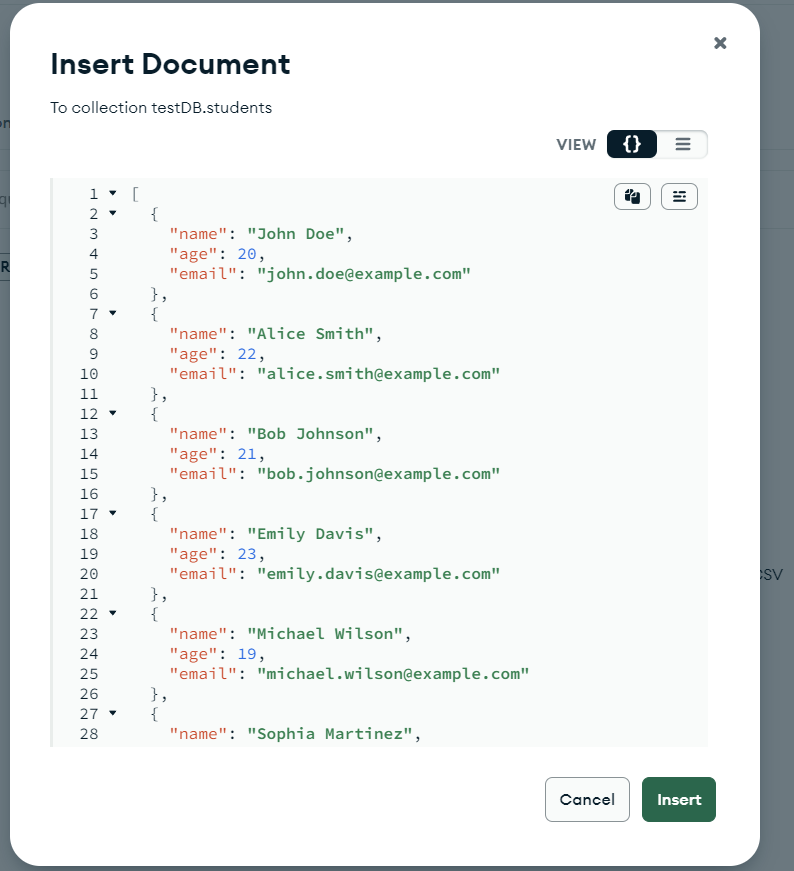 Insert Document
To collection testDB.students
VIEW {}
1 [
2 {
3 "name": "John Doe",
4 "age": 20,
5 "email": "john.doe@example.com"
6 },
7 {
8 "name": "Alice Smith",
9 "age": 22,
10 "email": "alice.smith@example.com"
11 },
12 {
13 "name": "Bob Johnson",
14 "age": 21,
15 "email": "bob.johnson@example.com"
16 },
17 {
18 "name": "Emily Davis",
19 "age": 23,
20 "email": "emily.davis@example.com"
21 },
22 {
23 "name": "Michael Wilson",
24 "age": 19,
25 "email": "michael.wilson@example.com"
26 },
27 {
28 "name": "Sophia Martinez",
Cancel Insert